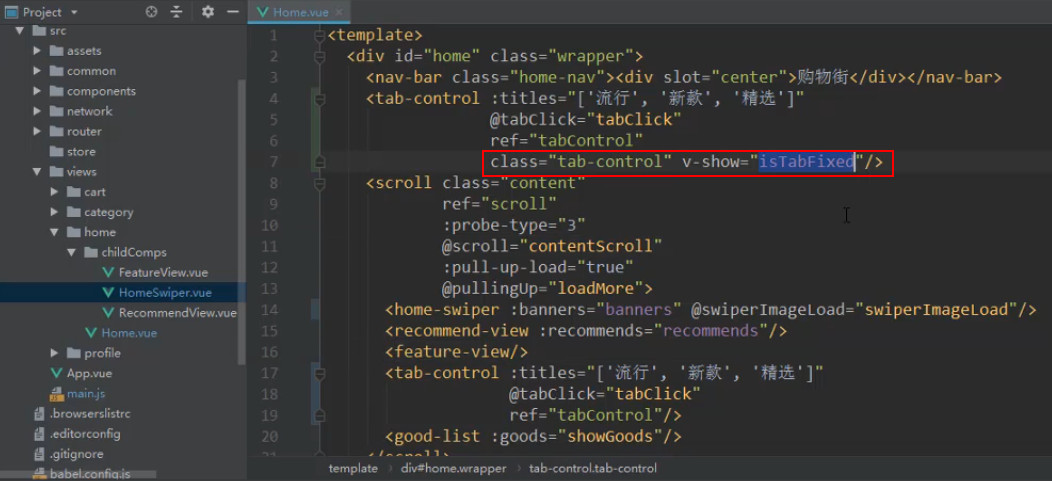 Project
Home.vue
src
assets
common
components
network
router
store
views
cart
category
home
childComps
FeatureView.vue
HomeSwiper.vue
RecommendView.vue
Home.vue
profile
App.vue
main.js
.browserslistrc
.editorconfig
.gitignore
babel.config.js
1 <template>
2 <div id="home" class="wrapper">
3 <nav-bar class="home-nav"><div slot="center">购物街</div></nav-bar>
4 <tab-control :titles="['流行', '新款', '精选']"
5 @tabClick="tabClick"
6 ref="tabControl"
7 class="tab-control" v-show="isTabFixed"/>
8 <scroll class="content"
9 ref="scroll"
10 :probe-type="3"
11 @scroll="contentScroll"
12 :pull-up-load="true"
13 @pullingUp="loadMore">
14 <home-swiper :banners="banners" @swiperImageLoad="swiperImageLoad"/>
15 <recommend-view :recommends="recommends"/>
16 <feature-view/>
17 <tab-control :titles="['流行', '新款', '精选']"
18 @tabClick="tabClick"
19 ref="tabControl"/>
20 <good-list :goods="showGoods"/>
21 </scroll>
template › div#home.wrapper › tab-control.tab-control